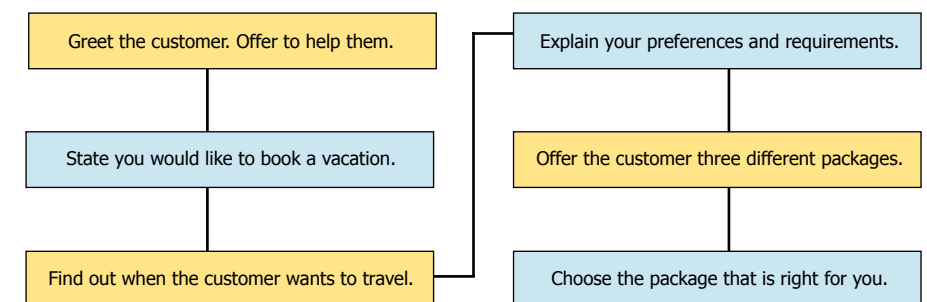 Greet the customer. Offer to help them.
State you would like to book a vacation.
Find out when the customer wants to travel.
Explain your preferences and requirements.
Offer the customer three different packages.
Choose the package that is right for you.